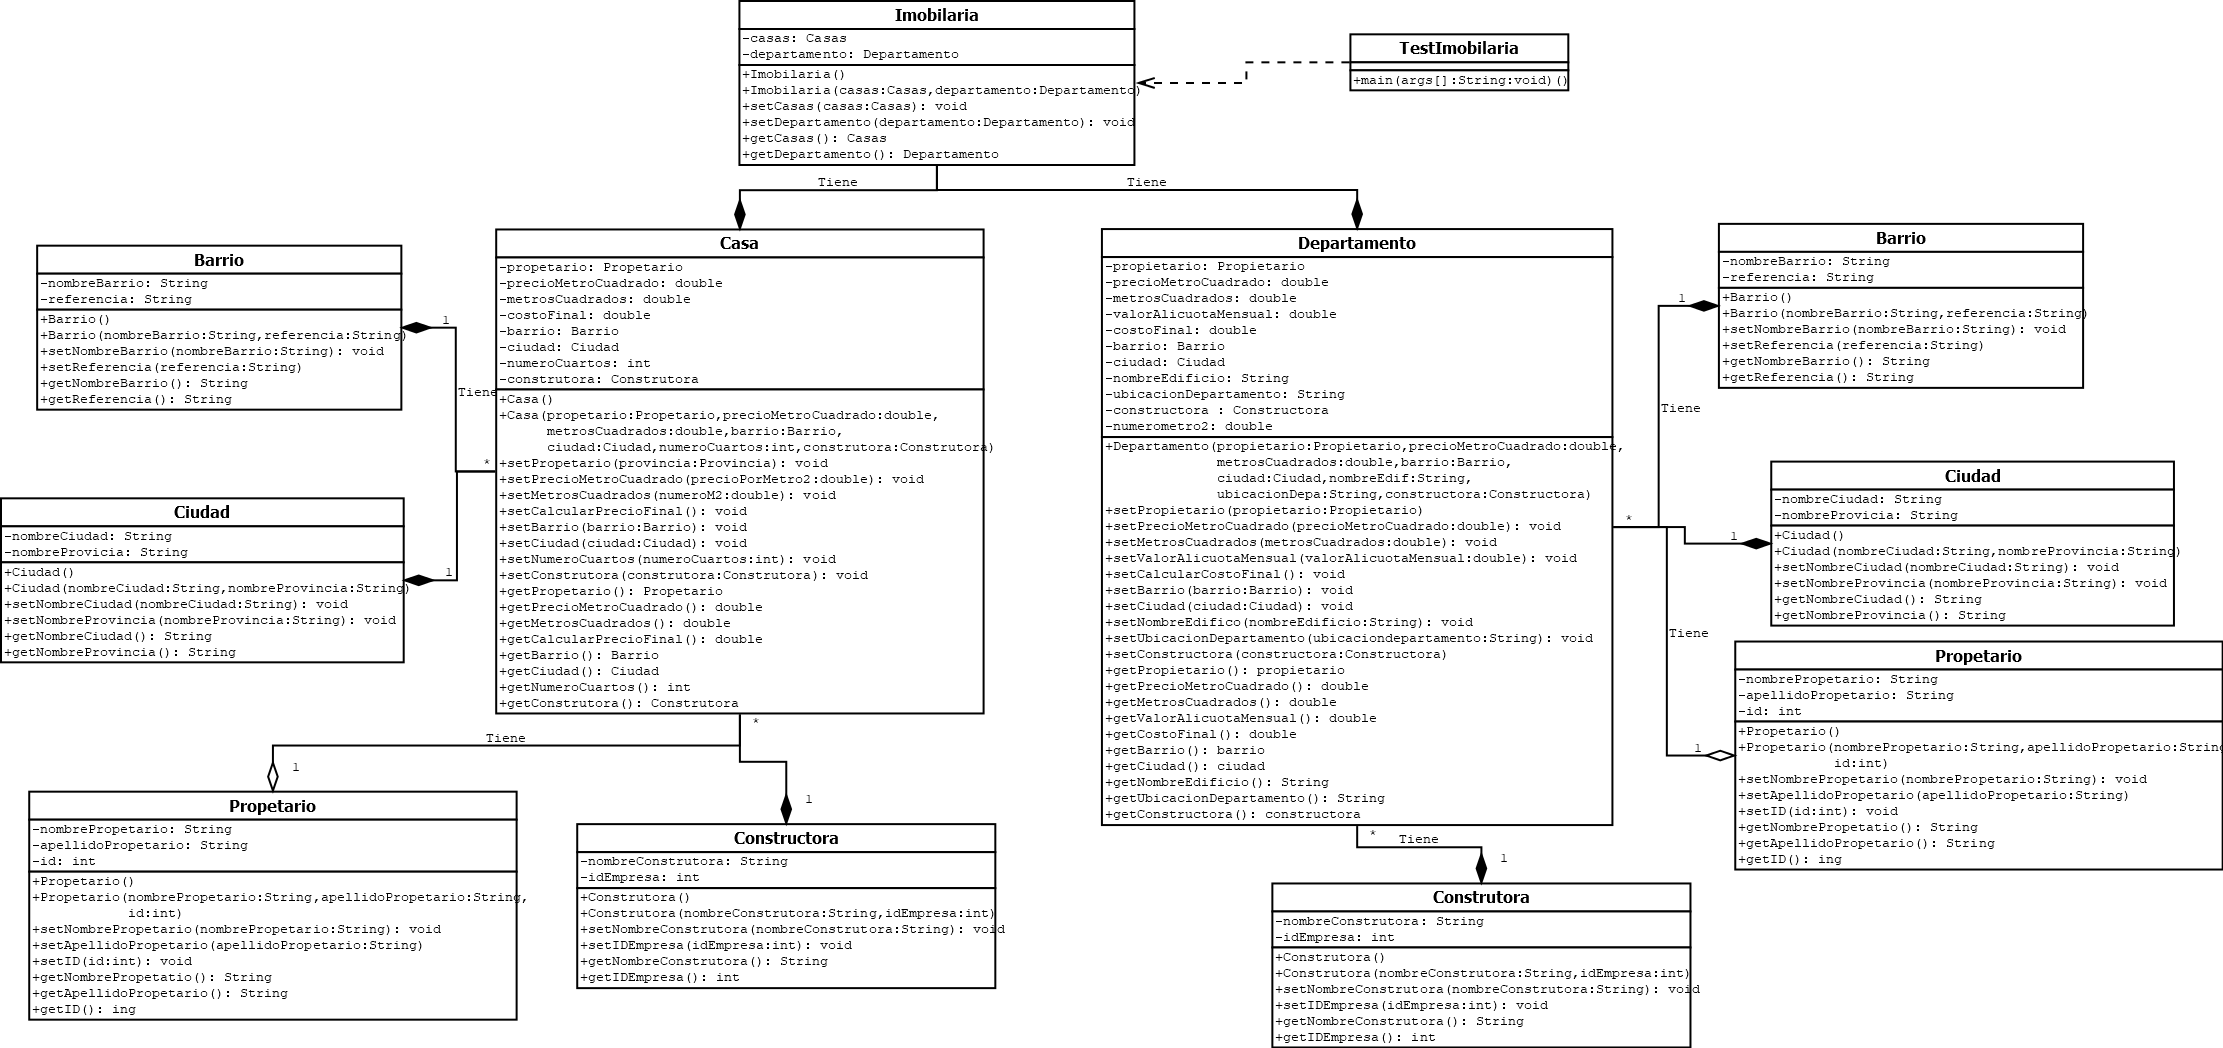 Imobilaria
-casas: Casas
-departamento: Departamento
+Imobilaria()
+Imobilaria(casas:Casas,departamento:Departamento)
+setCasas(casas:Casas): void
+setDepartamento(departamento:Departamento): void
+getCasas(): Casas
+getDepartamento(): Departamento
TestImobilaria
+main(args[]:String:void)()
Tiene
Tiene
Barrio
-nombreBarrio: String
-referencia: String
+Barrio()
+Barrio(nombreBarrio:String,referencia:String)
+setNombreBarrio(nombreBarrio:String): void
+setReferencia(referencia:String)
+getNombreBarrio(): String
+getReferencia(): String
1
Tiene
*
Ciudad
-nombreCiudad: String
-nombreProvicia: String
+Ciudad()
+Ciudad(nombreCiudad:String,nombreProvincia:String)
+setNombreCiudad(nombreCiudad:String): void
+setNombreProvincia(nombreProvincia:String): void
+getNombreCiudad(): String
+getNombreProvincia(): String
1
Casa
-propetario: Propetario
-precioMetroCuadrado: double
-metrosCuadrados: double
-costoFinal: double
-barrio: Barrio
-ciudad: Ciudad
-numeroCuartos: int
-construtora: Construtora
+Casa()
+Casa(propetario:Propetario,precioMetroCuadrado:double,
metrosCuadrados:double,barrio:Barrio,
ciudad:Ciudad,numeroCuartos:int,construtora:Construtora)
+setPropetario(provincia:Provincia): void
+setPrecioMetroCuadrado(precioPorMetro2:double): void
+setMetrosCuadrados(numeroM2:double): void
+setCalcularPrecioFinal(): void
+setBarrio(barrio:Barrio): void
+setCiudad(ciudad:Ciudad): void
+setNumeroCuartos(numeroCuartos:int): void
+setConstrutora(construtora:Construtora): void
+getPropetario(): Propetario
+getPrecioMetroCuadrado(): double
+getMetrosCuadrados(): double
+getCalcularPrecioFinal(): double
+getBarrio(): Barrio
+getCiudad(): Ciudad
+getNumeroCuartos(): int
+getConstrutora(): Construtora
Departamento
-propietario: Propietario
-precioMetroCuadrado: double
-metrosCuadrados: double
-valorAlicuotaMensual: double
-costoFinal: double
-barrio: Barrio
-ciudad: Ciudad
-nombreEdificio: String
-ubicacionDepartamento: String
-constructora : Constructora
-numerometro2: double
+Departamento(propietario:Propietario,precioMetroCuadrado:double,
metrosCuadrados:double,barrio:Barrio,
ciudad:Ciudad,nombreEdif:String,
ubicacionDepa:String,constructora:Constructora)
+setPropietario(propietario:Propietario)
+setPrecioMetroCuadrado(precioMetroCuadrado:double): void
+setMetrosCuadrados(metrosCuadrados:double): void
+setValorAlicuotaMensual(valorAlicuotaMensual:double): void
+setCalcularCostoFinal(): void
+setBarrio(barrio:Barrio): void
+setCiudad(ciudad:Ciudad): void
+setNombreEdifico(nombreEdificio:String): void
+setUbicacionDepartamento(ubicaciondepartamento:String): void
+setConstructora(constructora:Constructora)
+getPropietario(): propietario
+getPrecioMetroCuadrado(): double
+getMetrosCuadrados(): double
+getValorAlicuotaMensual(): double
+getCostoFinal(): double
+getBarrio(): barrio
+getCiudad(): ciudad
+getNombreEdificio(): String
+getUbicacionDepartamento(): String
+getConstructora(): constructora
Barrio
-nombreBarrio: String
-referencia: String
+Barrio()
+Barrio(nombreBarrio:String,referencia:String)
+setNombreBarrio(nombreBarrio:String): void
+setReferencia(referencia:String)
+getNombreBarrio(): String
+getReferencia(): String
1
Tiene
*
1
Ciudad
-nombreCiudad: String
-nombreProvicia: String
+Ciudad()
+Ciudad(nombreCiudad:String,nombreProvincia:String)
+setNombreCiudad(nombreCiudad:String): void
+setNombreProvincia(nombreProvincia:String): void
+getNombreCiudad(): String
+getNombreProvincia(): String
Tiene
1
Propetario
-nombrePropetario: String
-apellidoPropetario: String
-id: int
+Propetario()
+Propetario(nombrePropetario:String,apellidoPropetario:String
id:int)
+setNombrePropetario(nombrePropetario:String): void
+setApellidoPropetario(apellidoPropetario:String)
+setID(id:int): void
+getNombrePropetatio(): String
+getApellidoPropetario(): String
+getID(): ing
*
Tiene
1
1
Propetario
-nombrePropetario: String
-apellidoPropetario: String
-id: int
+Propetario()
+Propetario(nombrePropetario:String,apellidoPropetario:String,
id:int)
+setNombrePropetario(nombrePropetario:String): void
+setApellidoPropetario(apellidoPropetario:String)
+setID(id:int): void
+getNombrePropetatio(): String
+getApellidoPropetario(): String
+getID(): ing
Constructora
-nombreConstrutora: String
-idEmpresa: int
+Construtora()
+Construtora(nombreConstrutora:String,idEmpresa:int)
+setNombreConstrutora(nombreConstrutora:String): void
+setIDEmpresa(idEmpresa:int): void
+getNombreConstrutora(): String
+getIDEmpresa(): int
*
Tiene
1
Construtora
-nombreConstrutora: String
-idEmpresa: int
+Construtora()
+Construtora(nombreConstrutora:String,idEmpresa:int)
+setNombreConstrutora(nombreConstrutora:String): void
+setIDEmpresa(idEmpresa:int): void
+getNombreConstrutora(): String
+getIDEmpresa(): int